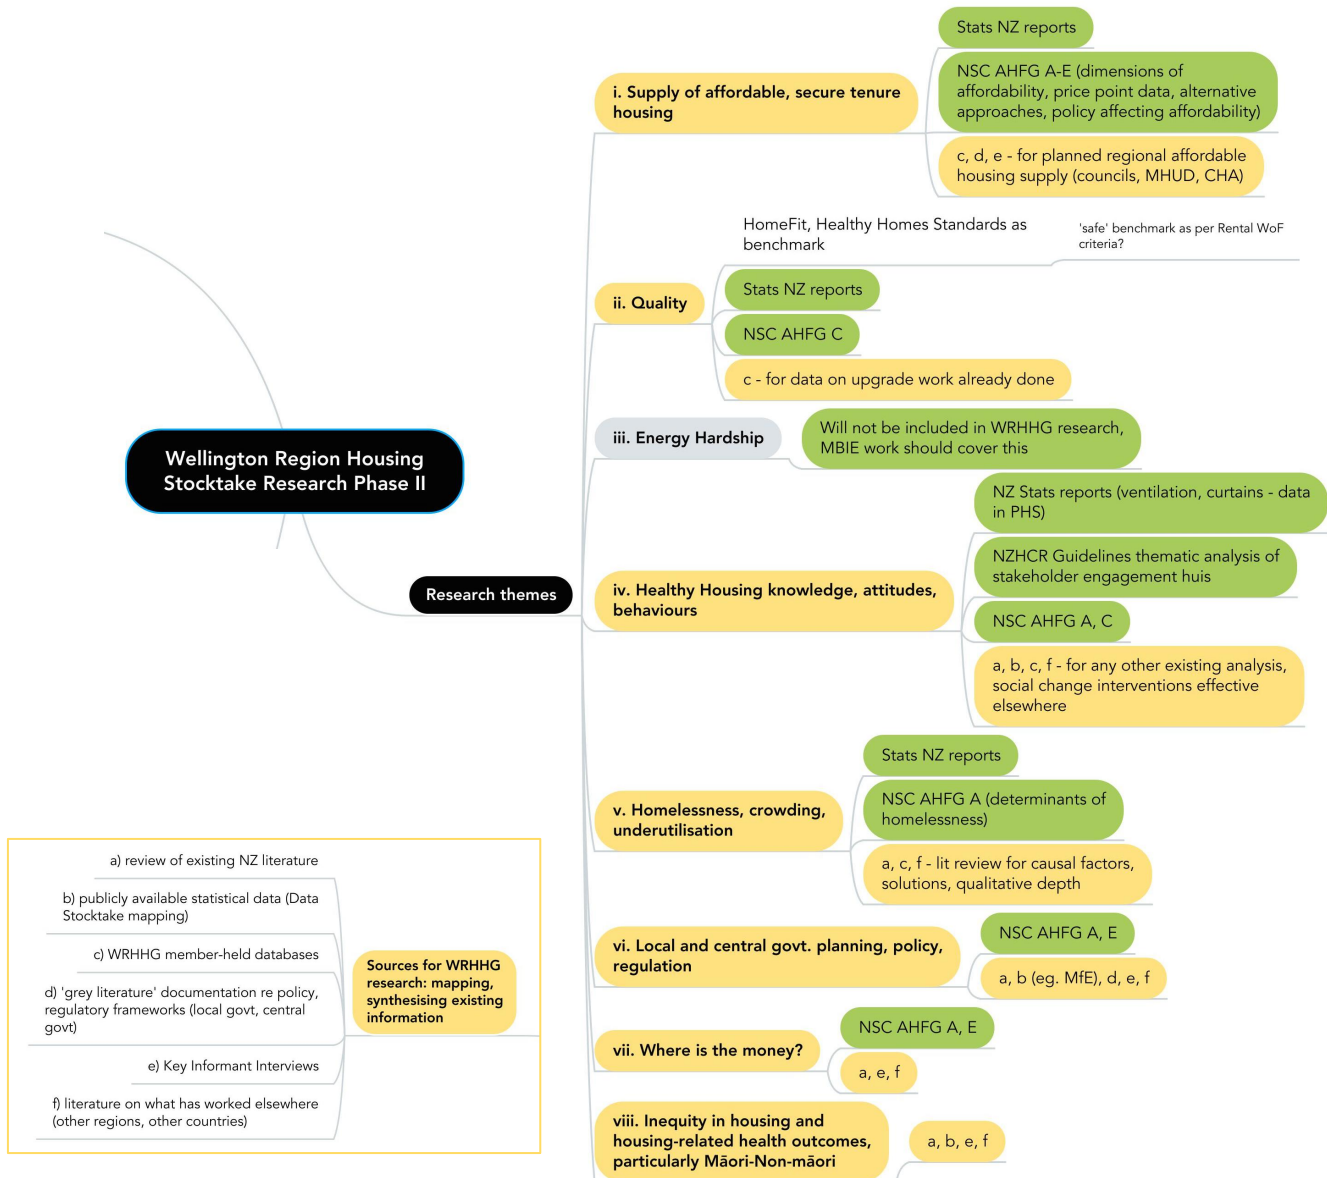 Wellington Region Housing
Stocktake Research Phase II
Research themes
i. Supply of affordable, secure tenure
housing
Stats NZ reports
NSC AHFG A-E (dimensions of
affordability, price point data, alternative
approaches, policy affecting affordability)
c, d, e - for planned regional affordable
housing supply (councils, MHUD, CHA)
ii. Quality
HomeFit, Healthy Homes Standards as
benchmark
'safe' benchmark as per Rental WoF
criteria?
Stats NZ reports
NSC AHFG C
c - for data on upgrade work already done
iii. Energy Hardship
Will not be included in WRHHG research,
MBIE work should cover this
iv. Healthy Housing knowledge, attitudes,
behaviours
NZ Stats reports (ventilation, curtains - data
in PHS)
NZHCR Guidelines thematic analysis of
stakeholder engagement huis
NSC AHFG A, C
a, b, c, f - for any other existing analysis,
social change interventions effective
elsewhere
v. Homelessness, crowding,
underutilisation
Stats NZ reports
NSC AHFG A (determinants of
homelessness)
a, c, f - lit review for causal factors,
solutions, qualitative depth
vi. Local and central govt. planning, policy,
regulation
NSC AHFG A, E
a, b (eg. MfE), d, e, f
vii. Where is the money?
NSC AHFG A, E
a, e, f
viii. Inequity in housing and
housing-related health outcomes,
particularly Māori-Non-māori
a, b, e, f
Sources for WRHHG
research: mapping,
synthesising existing
information
a) review of existing NZ literature
b) publicly available statistical data (Data
Stocktake mapping)
c) WRHHG member-held databases
d) 'grey literature' documentation re policy,
regulatory frameworks (local govt, central
govt)
e) Key Informant Interviews
f) literature on what has worked elsewhere
(other regions, other countries)